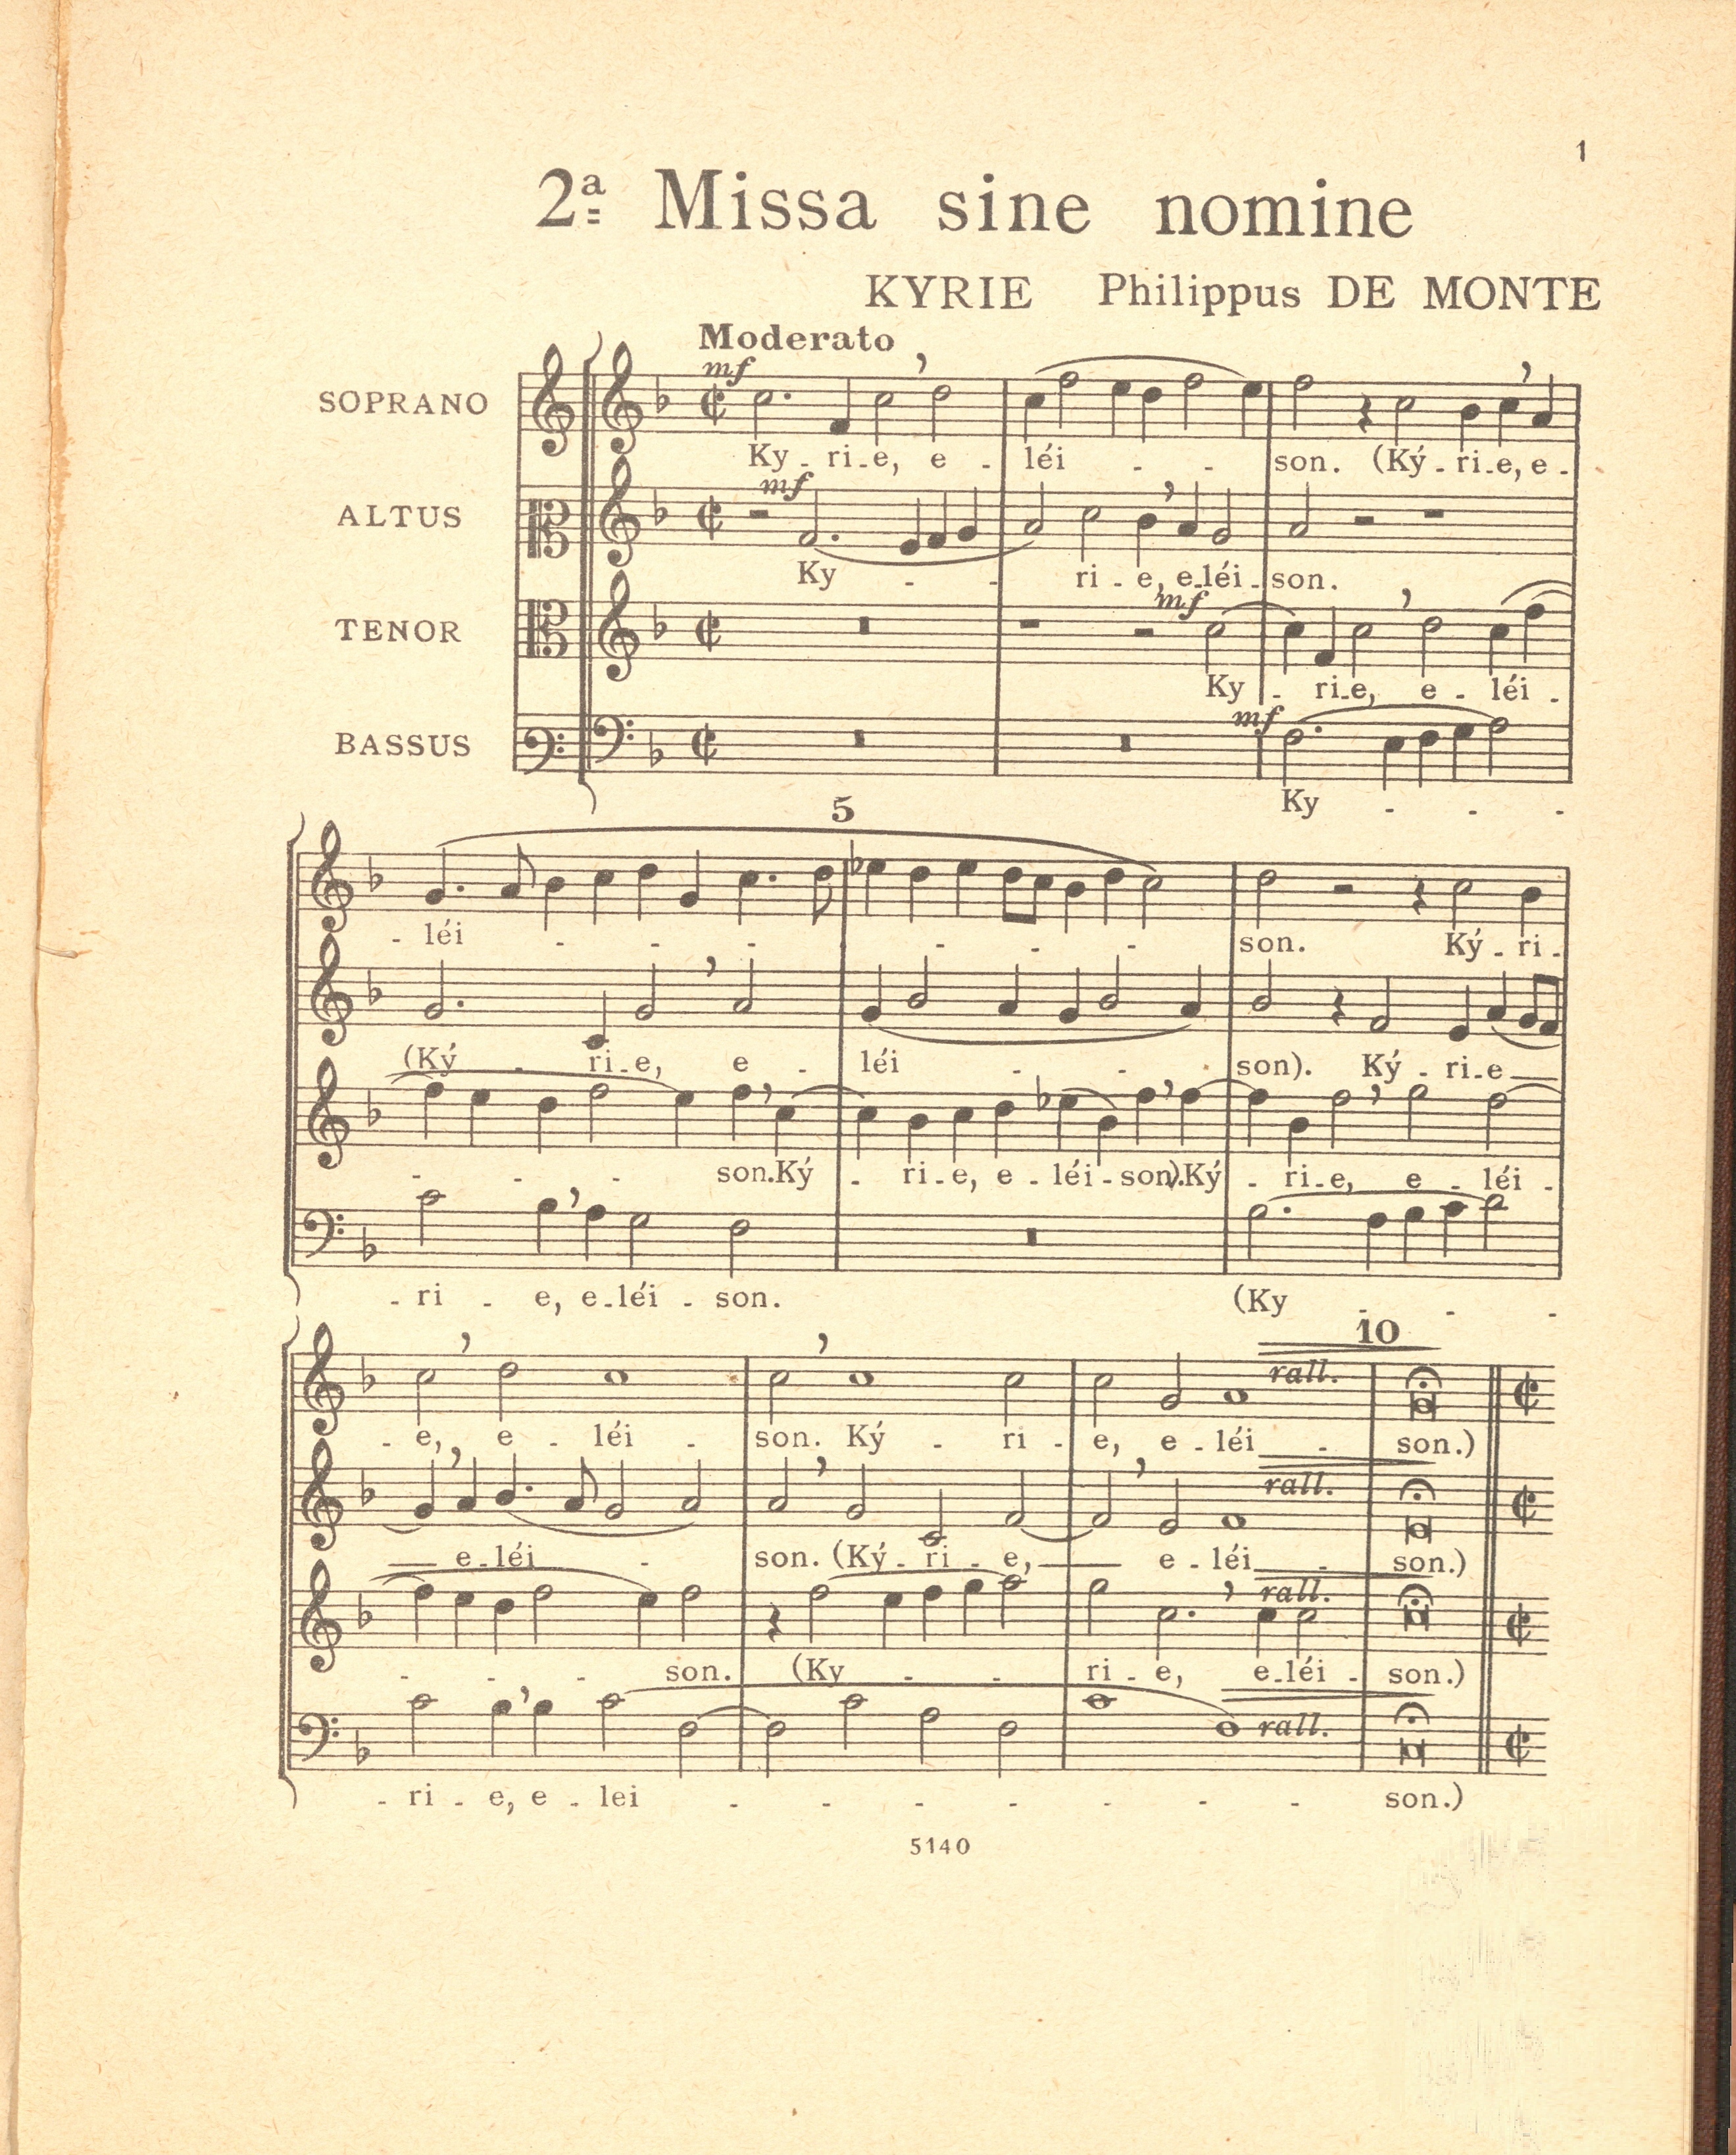 1
2ª Missa sine nomine
KYRIE Philippus DE MONTE
Moderato
mf
SOPRANO
Ky - ri - e, e - léi - - son. (Ký - ri - e, e -
mf
ALTUS
Ky - - ri - e, e - léi - son.
mf
TENOR
Ky - ri - e, e - léi -
mf
BASSUS
Ky - - -
5
- léi - - - - - - son. Ký - ri -
(Ký - ri - e, e - léi - - - son). Ký - ri - e
- - - son. Ký - ri - e, e - léi - son). Ký - ri - e, e - léi -
- ri - e, e - léi - son. (Ky - - -
10
rall.
- e, e - léi - son. Ký - ri - e, e - léi - son.)
rall.
e - léi - son. (Ký - ri - e, e - léi - son.)
rall.
- - - son. (Ky - - ri - e, e - léi - son.)
rall.
- ri - e, e - lei - - - - - - - son.)
5140